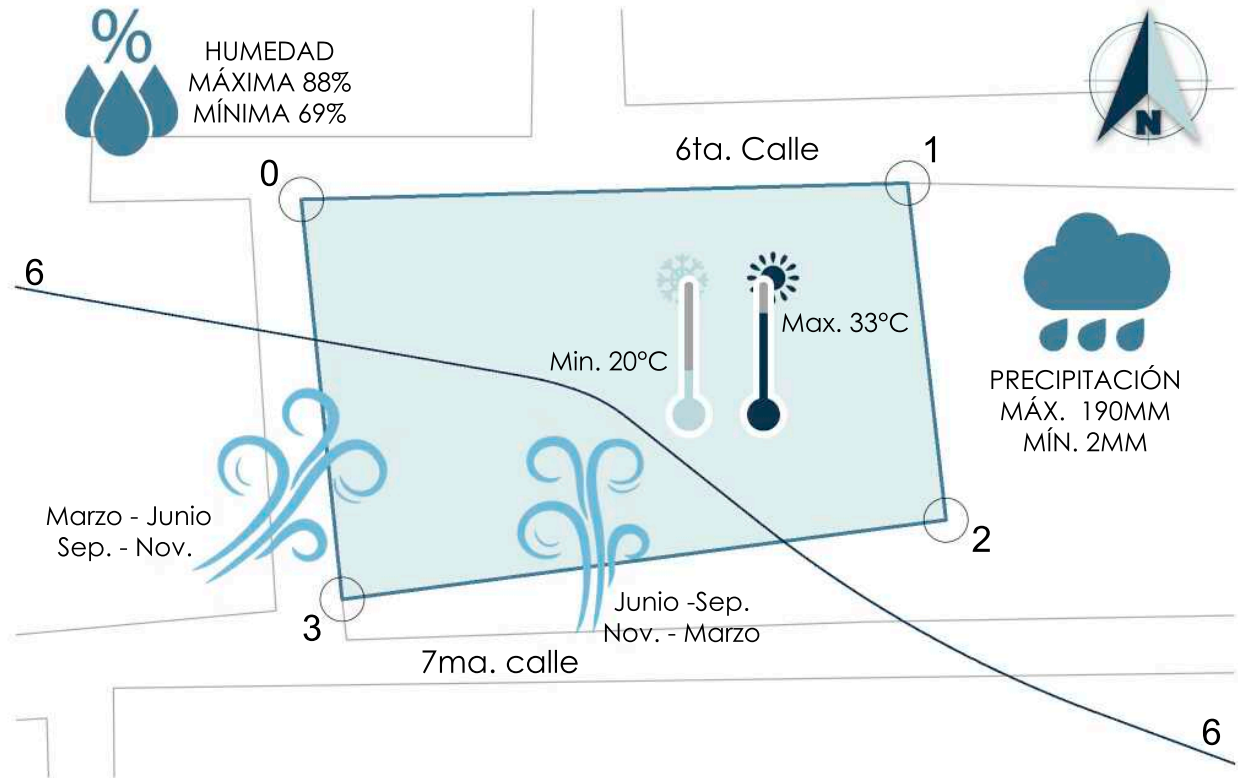 %
HUMEDAD
MÁXIMA 88%
MÍNIMA 69%
N
6ta. Calle
0
1
6
Max. 33°C
Min. 20°C
PRECIPITACIÓN
MÁX. 190MM
MÍN. 2MM
Marzo - Junio
Sep. - Nov.
2
3
Junio -Sep.
Nov. - Marzo
7ma. calle
6